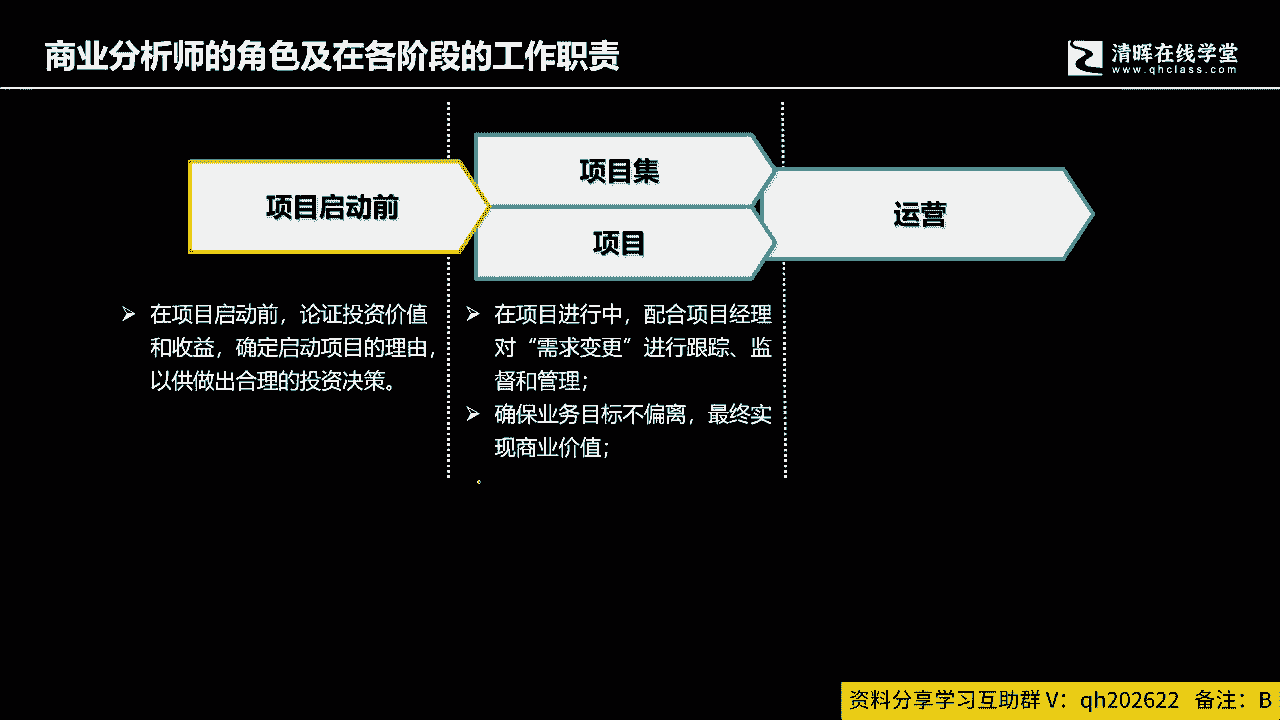 商业分析师的角色及在各阶段的工作职责
清晖在线学堂
www.qhclass.com
项目启动前
项目集
项目
运营
➢ 在项目启动前，论证投资价值
和收益，确定启动项目的理由，
以供做出合理的投资决策。
➢ 在项目进行中，配合项目经理
对“需求变更”进行跟踪、监
督和管理；
➢ 确保业务目标不偏离，最终实
现商业价值；
资料分享学习互助群 V：qh202622 备注：B